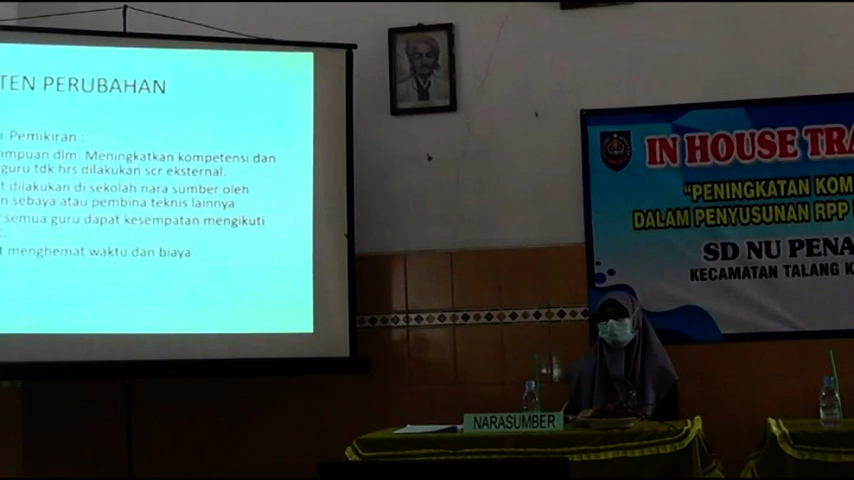 TEN PERUBAHAN
r Pemikiran :
mpuan dlm. Meningkatkan kompetensi dan
guru tdk hrs dilakukan scr eksternal.
t dilakukan di sekolah nara sumber oleh
n sebaya atau pembina teknis lainnya
semua guru dapat kesempatan mengikuti
t menghemat waktu dan biaya
IN HOUSE TRA
"PENINGKATAN KOM
DALAM PENYUSUNAN RPP
SD NU PENA
KECAMATAN TALANG K
NARASUMBER